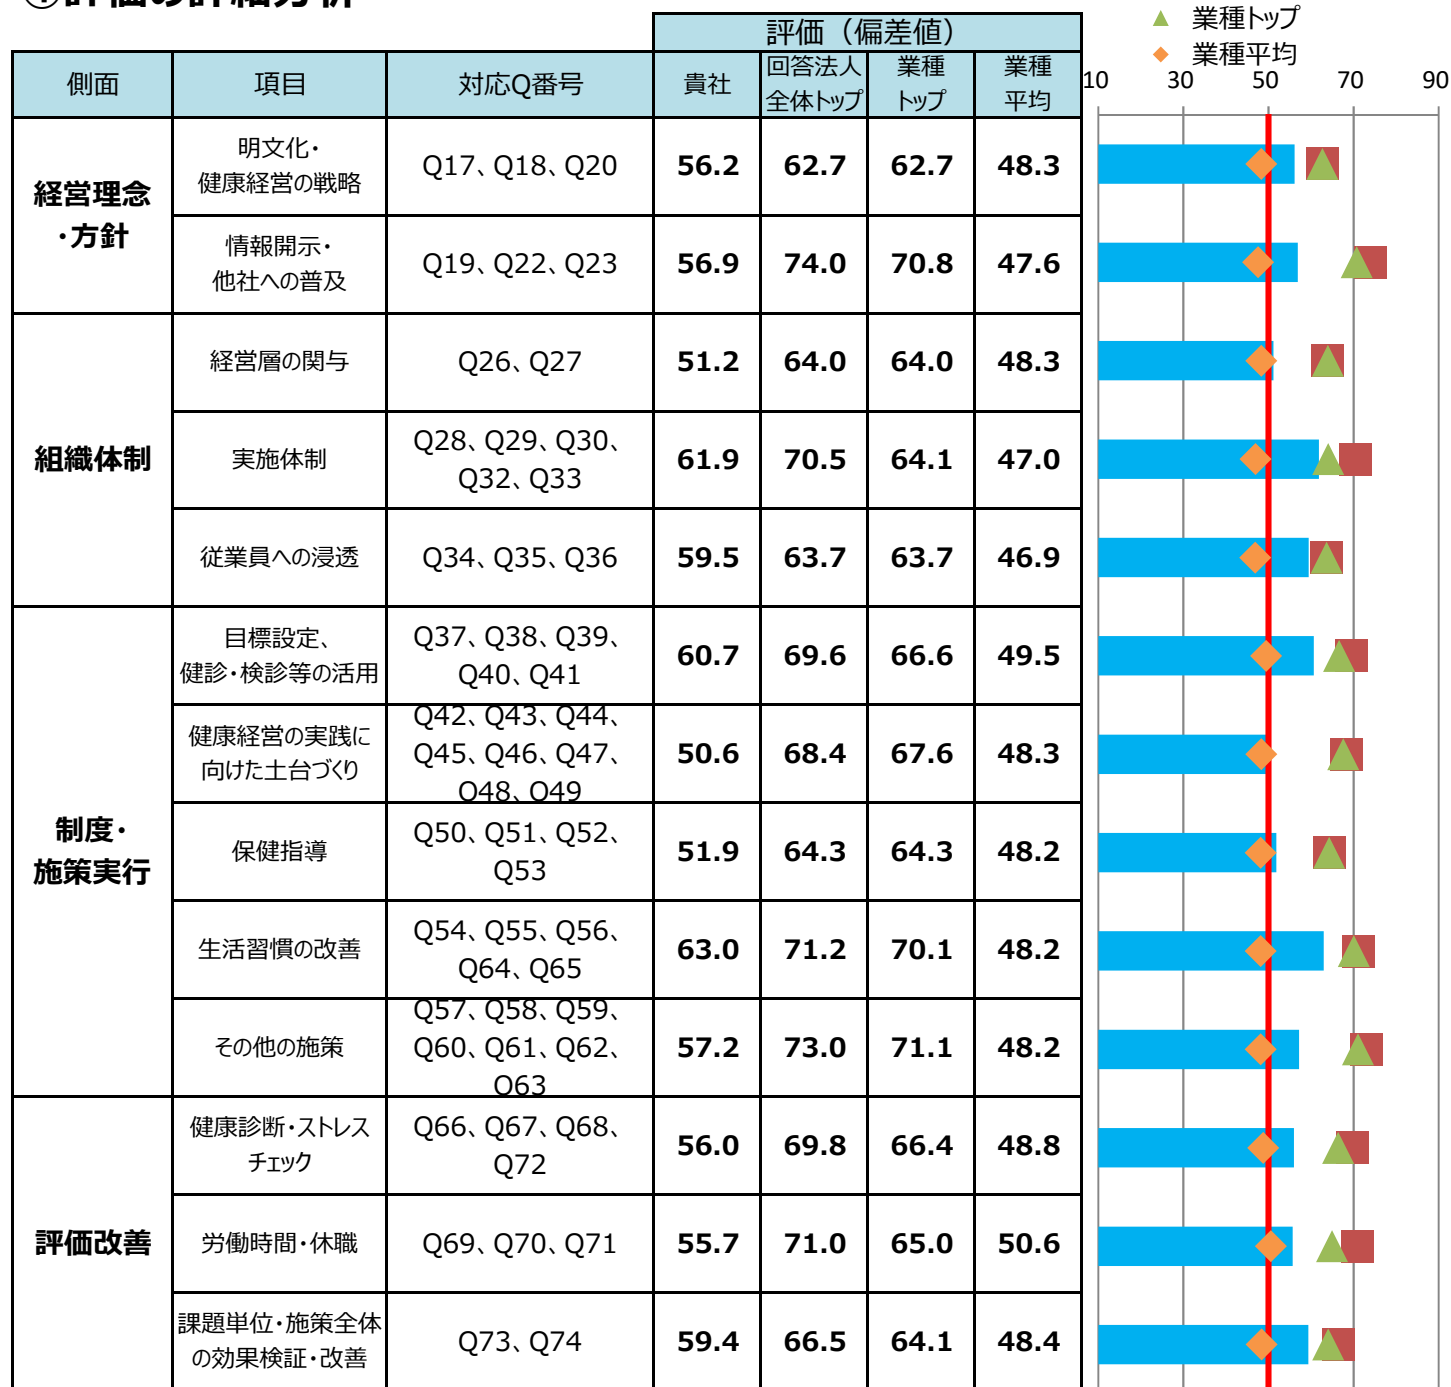 ①評価の詳細分析
▲ 業種トップ
◆ 業種平均
評価（偏差値）
側面 項目 対応Q番号 貴社 回答法人 業種 業種
全体トップ トップ 平均
10 30 50 70 90
経営理念
・方針
明文化・
健康経営の戦略
Q17、Q18、Q20 56.2 62.7 62.7 48.3
情報開示・
他社への普及
Q19、Q22、Q23 56.9 74.0 70.8 47.6
組織体制
経営層の関与 Q26、Q27 51.2 64.0 64.0 48.3
実施体制
Q28、Q29、Q30、
Q32、Q33
61.9 70.5 64.1 47.0
従業員への浸透 Q34、Q35、Q36 59.5 63.7 63.7 46.9
制度・
施策実行
目標設定、
健診・検診等の活用
Q37、Q38、Q39、
Q40、Q41
60.7 69.6 66.6 49.5
健康経営の実践に
向けた土台づくり
Q42、Q43、Q44、
Q45、Q46、Q47、
Q48、Q49
50.6 68.4 67.6 48.3
保健指導
Q50、Q51、Q52、
Q53
51.9 64.3 64.3 48.2
生活習慣の改善
Q54、Q55、Q56、
Q64、Q65
63.0 71.2 70.1 48.2
その他の施策
Q57、Q58、Q59、
Q60、Q61、Q62、
Q63
57.2 73.0 71.1 48.2
評価改善
健康診断・ストレス
チェック
Q66、Q67、Q68、
Q72
56.0 69.8 66.4 48.8
労働時間・休職 Q69、Q70、Q71 55.7 71.0 65.0 50.6
課題単位・施策全体
の効果検証・改善
Q73、Q74 59.4 66.5 64.1 48.4